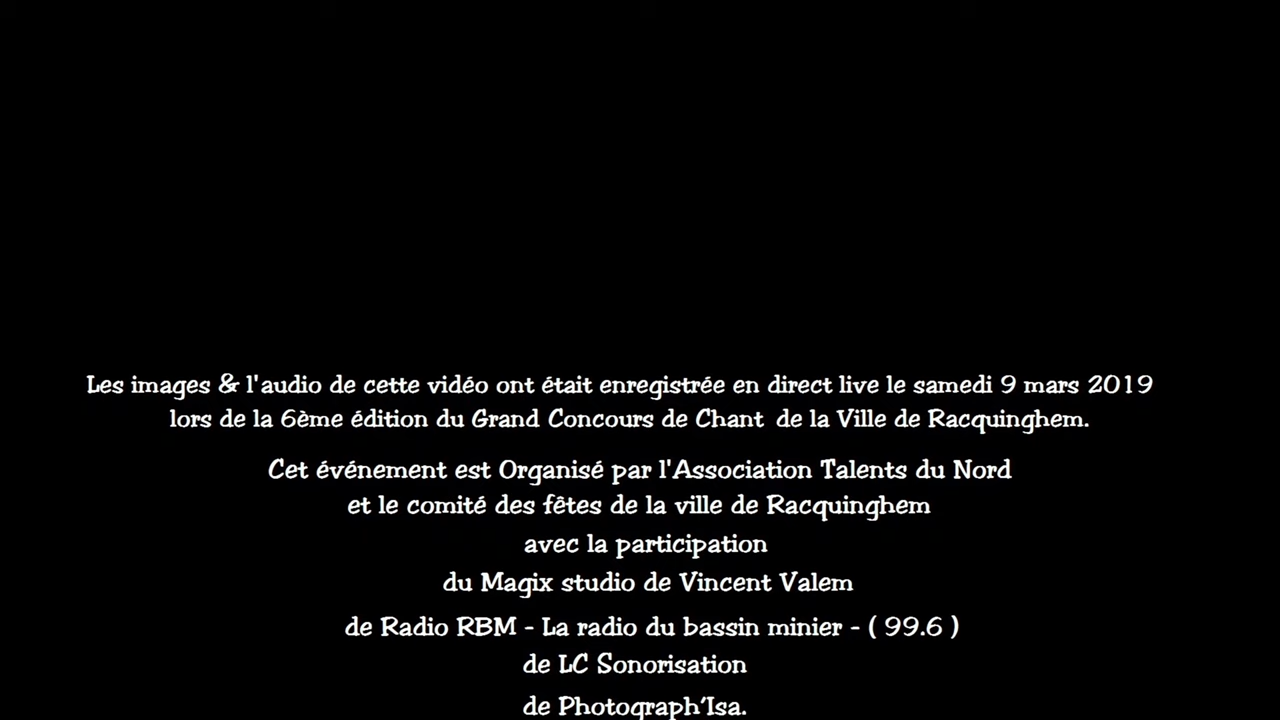 Les images & l'audio de cette vidéo ont était enregistrée en direct live le samedi 9 mars 2019
lors de la 6ème édition du Grand Concours de Chant de la Ville de Racquinghem.
Cet événement est Organisé par l'Association Talents du Nord
et le comité des fêtes de la ville de Racquinghem
avec la participation
du Magix studio de Vincent Valem
de Radio RBM - La radio du bassin minier - ( 99.6 )
de LC Sonorisation
de Photograph'Isa.